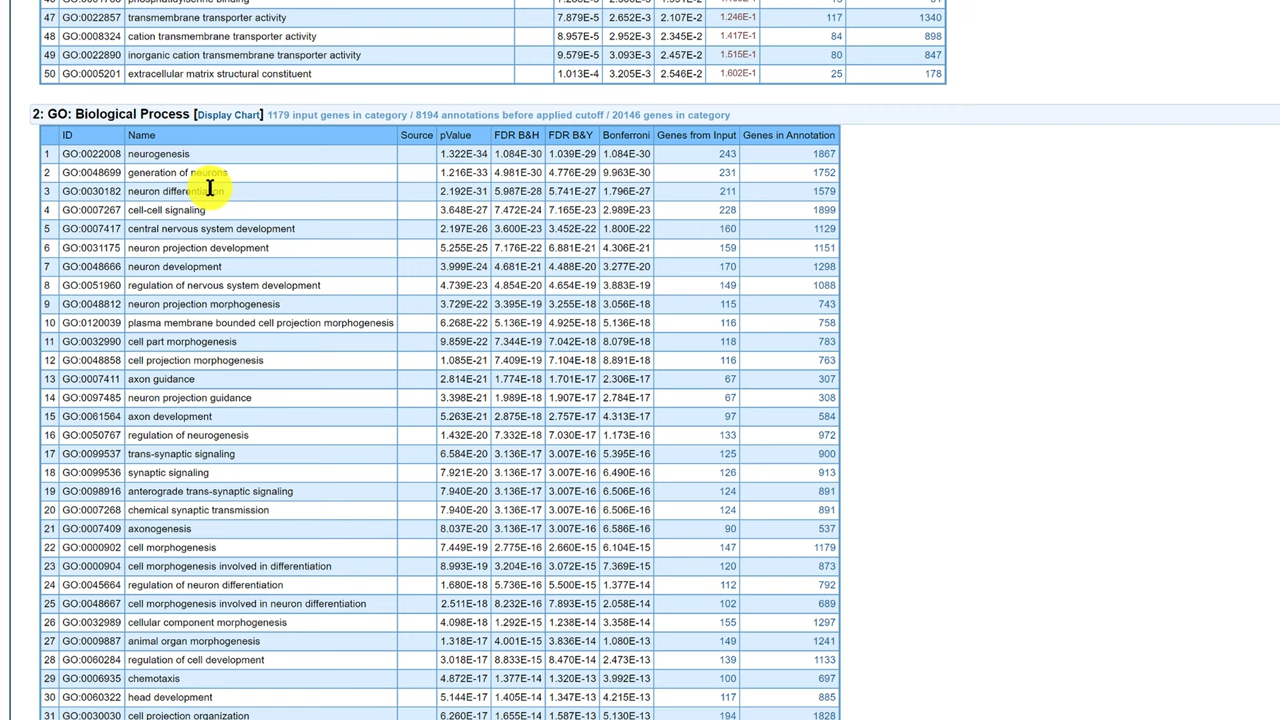 47 GO:0022857 transmembrane transporter activity 7.879E-5 2.652E-3 2.107E-2 1.246E-1 117 1340
48 GO:0008324 cation transmembrane transporter activity 8.957E-5 2.952E-3 2.345E-2 1.417E-1 84 898
49 GO:0022890 inorganic cation transmembrane transporter activity 9.579E-5 3.093E-3 2.457E-2 1.515E-1 80 847
50 GO:0005201 extracellular matrix structural constituent 1.013E-4 3.205E-3 2.546E-2 1.602E-1 25 178
2: GO: Biological Process [Display Chart] 1179 input genes in category / 8194 annotations before applied cutoff / 20146 genes in category
ID Name Source pValue FDR B&H FDR B&Y Bonferroni Genes from Input Genes in Annotation
1 GO:0022008 neurogenesis 1.322E-34 1.084E-30 1.039E-29 1.084E-30 243 1867
2 GO:0048699 generation of neurons 1.216E-33 4.981E-30 4.776E-29 9.963E-30 231 1752
3 GO:0030182 neuron differentiation 2.192E-31 5.987E-28 5.741E-27 1.796E-27 211 1579
4 GO:0007267 cell-cell signaling 3.648E-27 7.472E-24 7.165E-23 2.989E-23 228 1899
5 GO:0007417 central nervous system development 2.197E-26 3.600E-23 3.452E-22 1.800E-22 160 1129
6 GO:0031175 neuron projection development 5.255E-25 7.176E-22 6.881E-21 4.306E-21 159 1151
7 GO:0048666 neuron development 3.999E-24 4.681E-21 4.488E-20 3.277E-20 170 1298
8 GO:0051960 regulation of nervous system development 4.739E-23 4.854E-20 4.654E-19 3.883E-19 149 1088
9 GO:0048812 neuron projection morphogenesis 3.729E-22 3.395E-19 3.255E-18 3.056E-18 115 743
10 GO:0120039 plasma membrane bounded cell projection morphogenesis 6.268E-22 5.136E-19 4.925E-18 5.136E-18 116 758
11 GO:0032990 cell part morphogenesis 9.859E-22 7.344E-19 7.042E-18 8.079E-18 118 783
12 GO:0048858 cell projection morphogenesis 1.085E-21 7.409E-19 7.104E-18 8.891E-18 116 763
13 GO:0007411 axon guidance 2.814E-21 1.774E-18 1.701E-17 2.306E-17 67 307
14 GO:0097485 neuron projection guidance 3.398E-21 1.989E-18 1.907E-17 2.784E-17 67 308
15 GO:0061564 axon development 5.263E-21 2.875E-18 2.757E-17 4.313E-17 97 584
16 GO:0050767 regulation of neurogenesis 1.432E-20 7.332E-18 7.030E-17 1.173E-16 133 972
17 GO:0099537 trans-synaptic signaling 6.584E-20 3.136E-17 3.007E-16 5.395E-16 125 900
18 GO:0099536 synaptic signaling 7.921E-20 3.136E-17 3.007E-16 6.490E-16 126 913
19 GO:0098916 anterograde trans-synaptic signaling 7.940E-20 3.136E-17 3.007E-16 6.506E-16 124 891
20 GO:0007268 chemical synaptic transmission 7.940E-20 3.136E-17 3.007E-16 6.506E-16 124 891
21 GO:0007409 axonogenesis 8.037E-20 3.136E-17 3.007E-16 6.586E-16 90 537
22 GO:0000902 cell morphogenesis 7.449E-19 2.775E-16 2.660E-15 6.104E-15 147 1179
23 GO:0000904 cell morphogenesis involved in differentiation 8.993E-19 3.204E-16 3.072E-15 7.369E-15 120 873
24 GO:0045664 regulation of neuron differentiation 1.680E-18 5.736E-16 5.500E-15 1.377E-14 112 792
25 GO:0048667 cell morphogenesis involved in neuron differentiation 2.511E-18 8.232E-16 7.893E-15 2.058E-14 102 689
26 GO:0032989 cellular component morphogenesis 4.098E-18 1.292E-15 1.238E-14 3.358E-14 155 1297
27 GO:0009887 animal organ morphogenesis 1.318E-17 4.001E-15 3.836E-14 1.080E-13 149 1241
28 GO:0060284 regulation of cell development 3.018E-17 8.833E-15 8.470E-14 2.473E-13 139 1133
29 GO:0006935 chemotaxis 4.872E-17 1.377E-14 1.320E-13 3.992E-13 100 697
30 GO:0060322 head development 5.144E-17 1.405E-14 1.347E-13 4.215E-13 117 885
31 GO:0030030 cell projection organization 6.260E-17 1.655E-14 1.587E-13 5.130E-13 194 1828